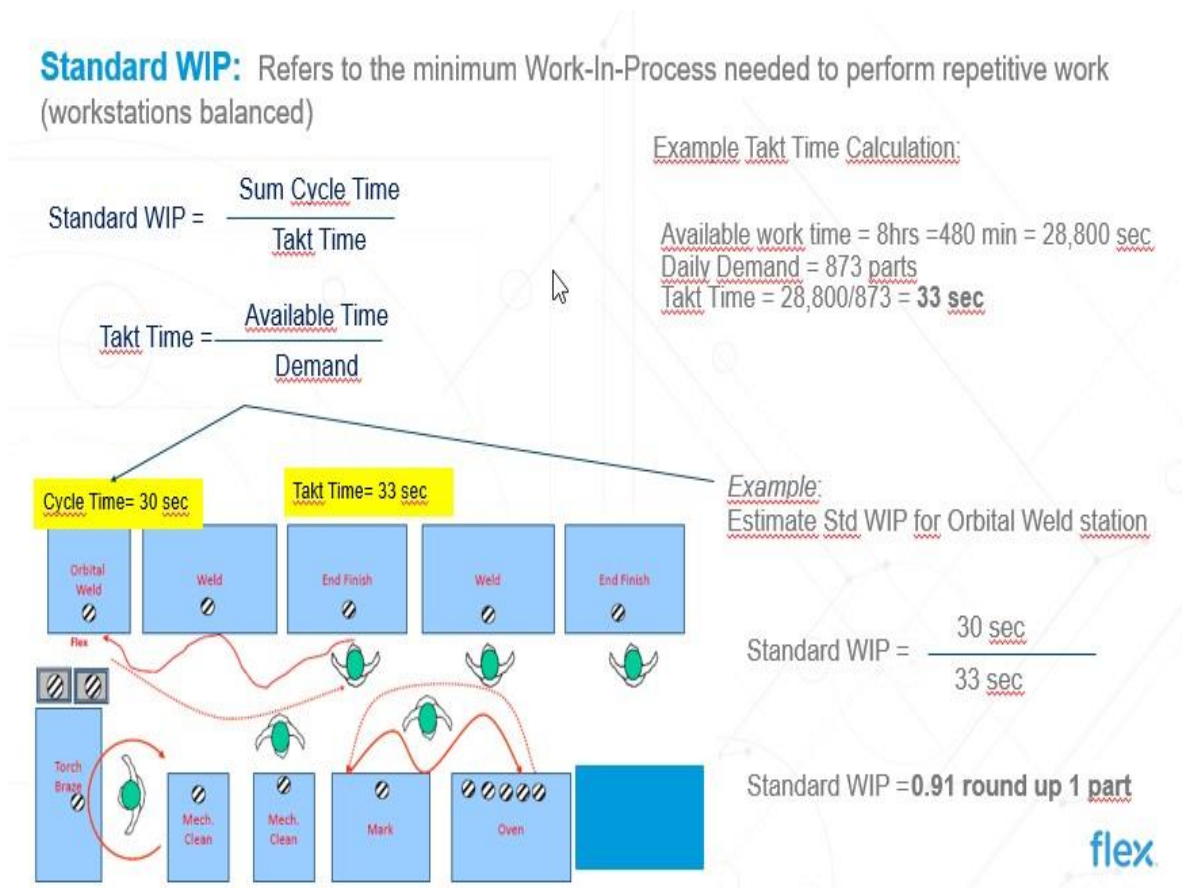 Standard WIP: Refers to the minimum Work-In-Process needed to perform repetitive work
(workstations balanced)
Standard WIP =
Sum Cycle Time
Takt Time
Takt Time =
Available Time
Demand
Example Takt Time Calculation:
Available work time = 8hrs =480 min = 28,800 sec
Daily Demand = 873 parts
Takt Time = 28,800/873 = 33 sec
Cycle Time= 30 sec
Takt Time= 33 sec
Orbital
Weld
Weld
End Finish
Weld
End Finish
Flex
Torch
Braze
Mech.
Clean
Mech.
Clean
Mark
Oven
Example:
Estimate Std WIP for Orbital Weld station
Standard WIP =
30 sec
33 sec
Standard WIP =0.91 round up 1 part
flex